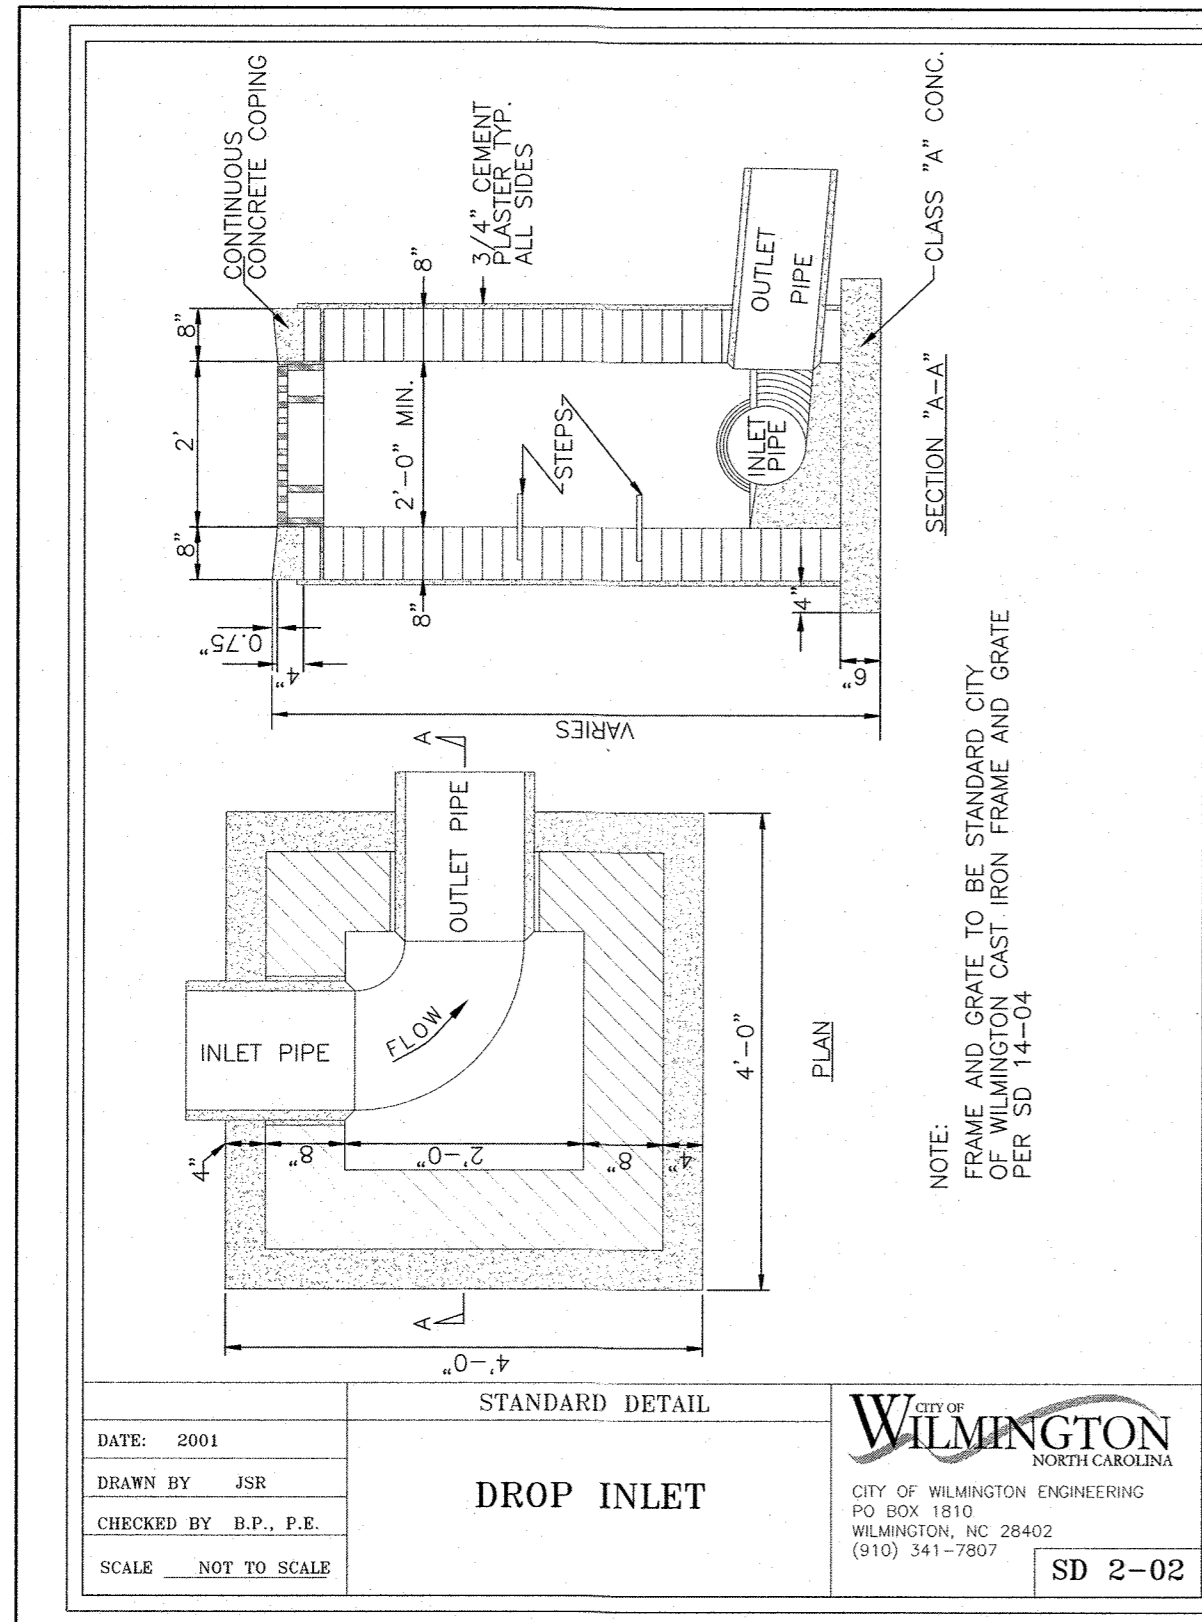 CONTINUOUS
CONCRETE COPING
3/4" CEMENT
PLASTER TYP.
ALL SIDES
8"
2'
8"
8"
2'-0" MIN.
8"
STEPS
OUTLET
PIPE
INLET
PIPE
CLASS "A" CONC.
0.75"
4"
4"
6"
VARIES
SECTION "A-A"
A
A
INLET PIPE
OUTLET PIPE
FLOW
4"
8"
2'-0"
8"
4"
4'-0"
4'-0"
PLAN
NOTE:
FRAME AND GRATE TO BE STANDARD CITY
OF WILMINGTON CAST IRON FRAME AND GRATE
PER SD 14-04
STANDARD DETAIL
DROP INLET
DATE: 2001
DRAWN BY JSR
CHECKED BY B.P., P.E.
SCALE NOT TO SCALE
CITY OF
WILMINGTON
NORTH CAROLINA
CITY OF WILMINGTON ENGINEERING
PO BOX 1810
WILMINGTON, NC 28402
(910) 341-7807
SD 2-02